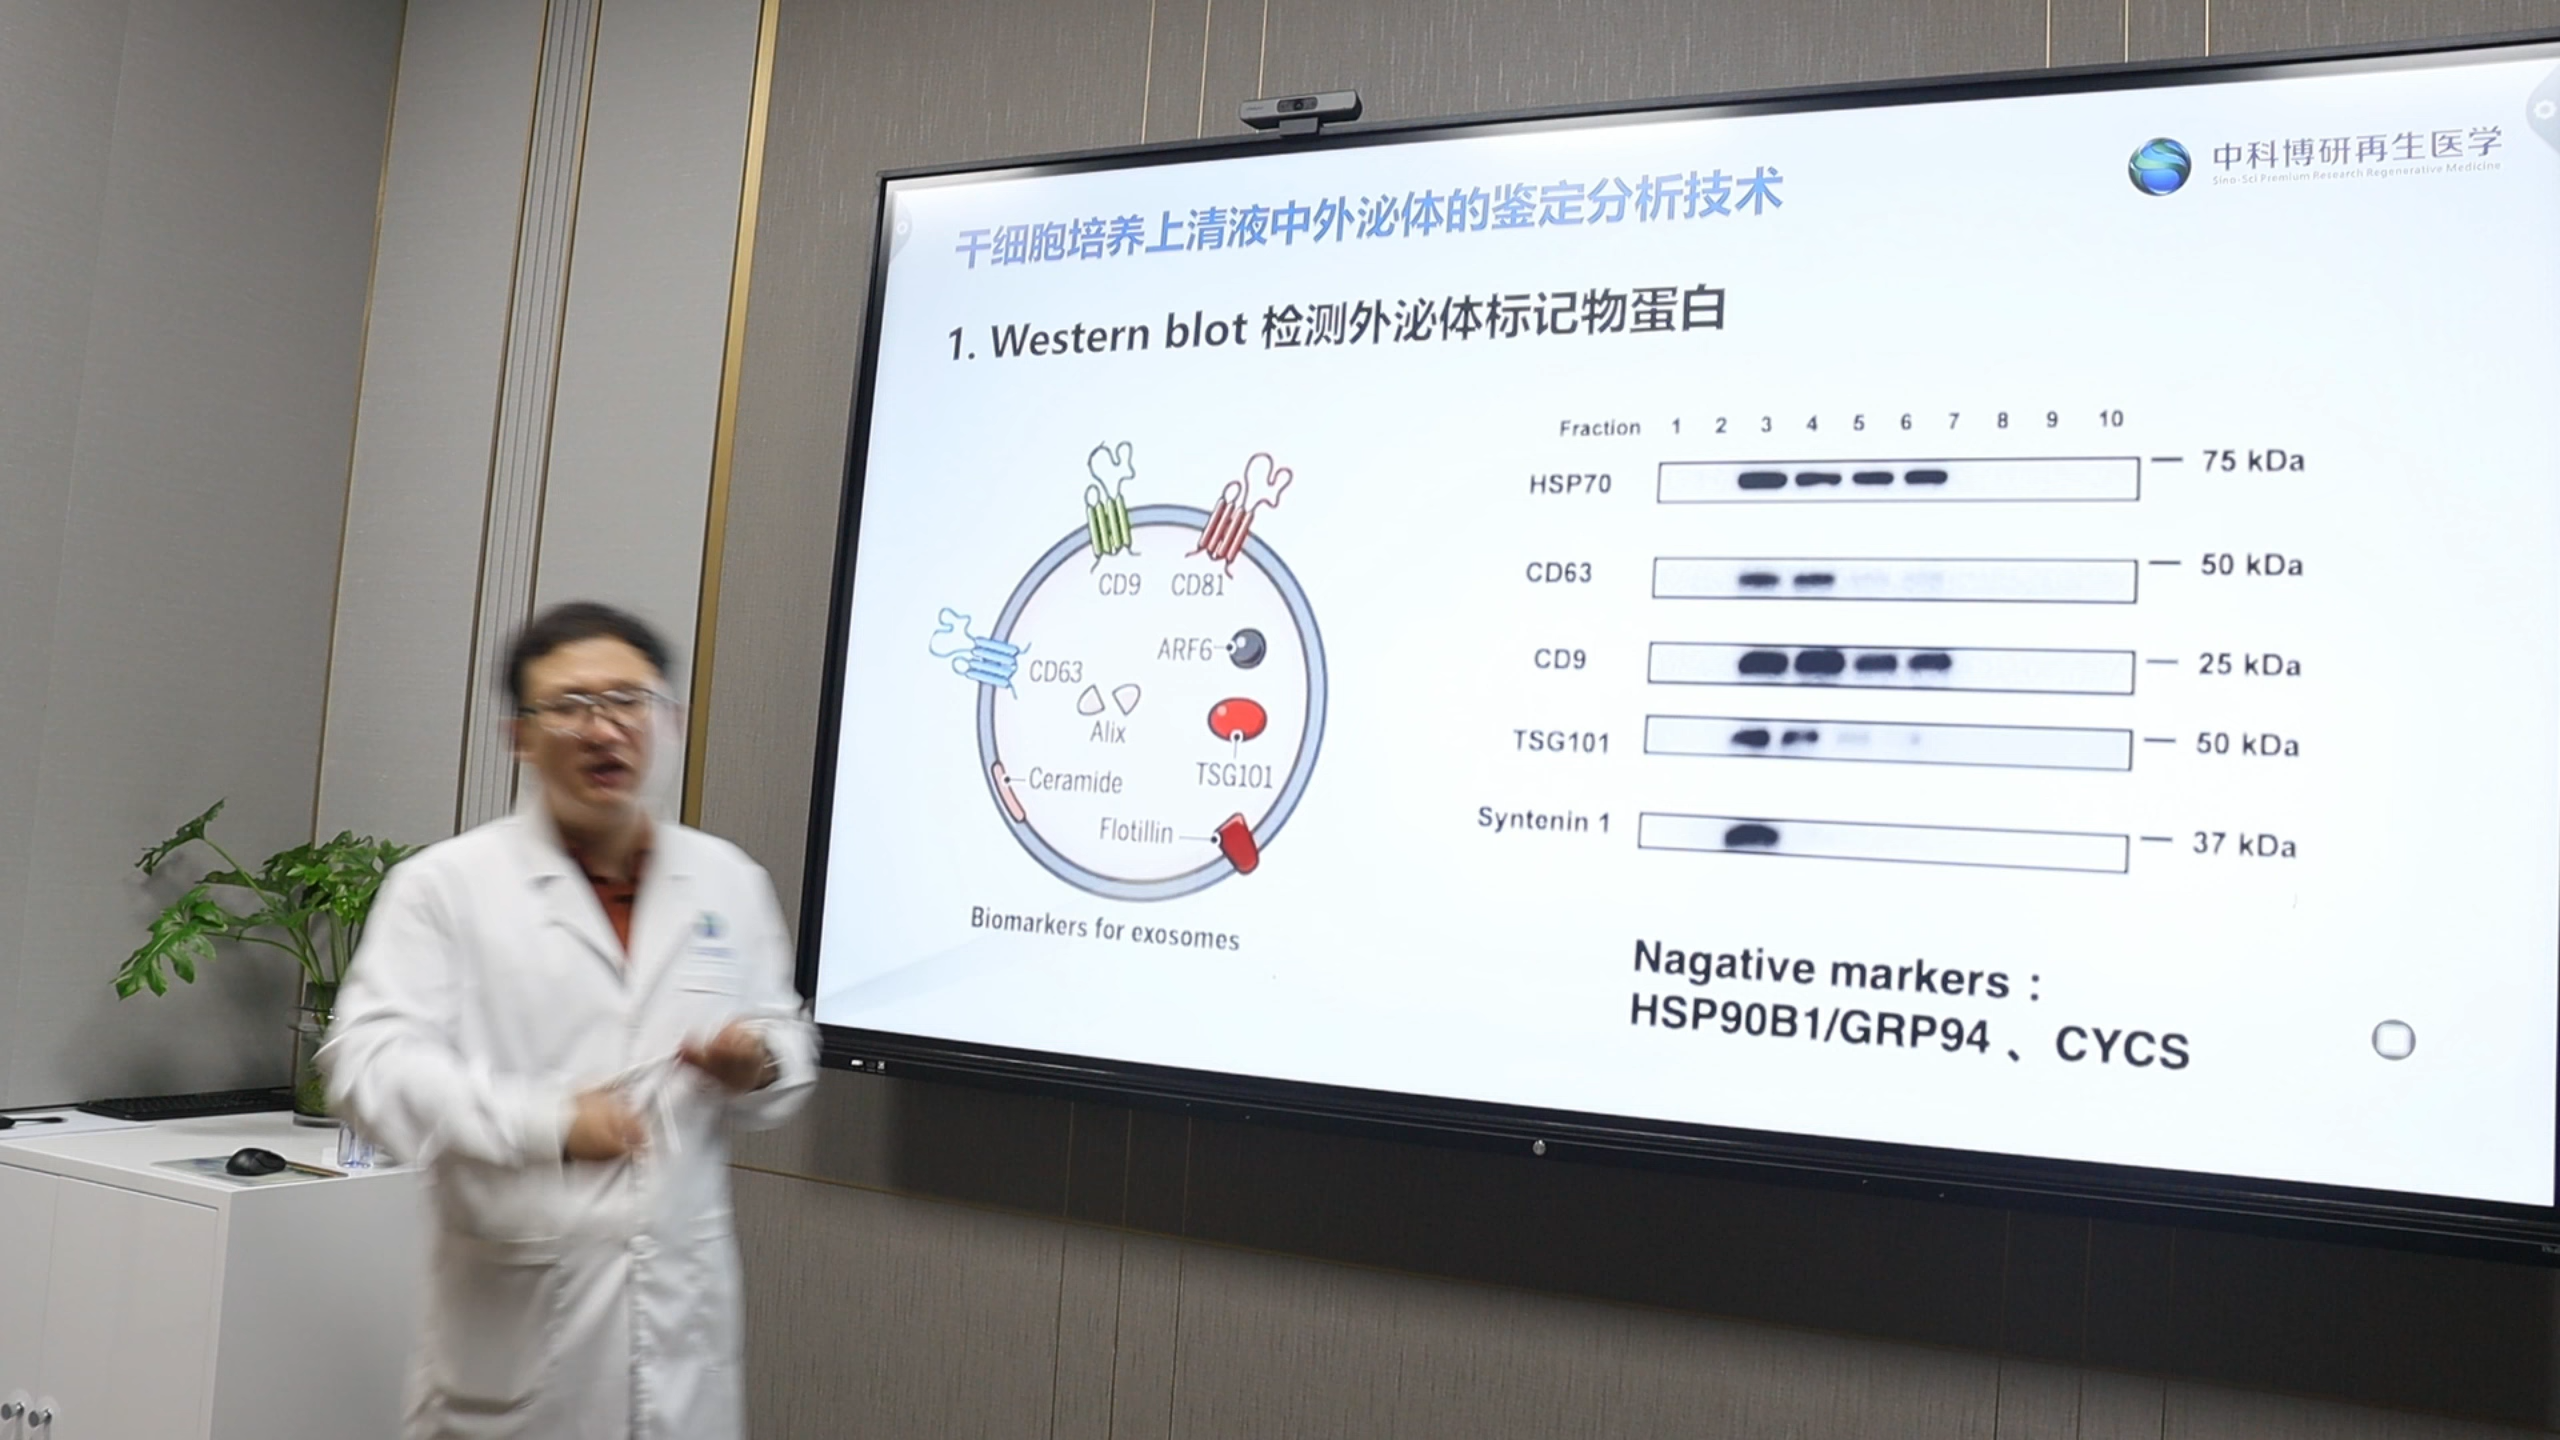 中科博研再生医学
Sino-Sci Premium Research Regenerative Medicine
干细胞培养上清液中外泌体的鉴定分析技术
1. Western blot 检测外泌体标记物蛋白
CD9 CD81
CD63
ARF6
Alix
TSG101
Ceramide
Flotillin
Biomarkers for exosomes
Fraction 1 2 3 4 5 6 7 8 9 10
HSP70 75 kDa
CD63 50 kDa
CD9 25 kDa
TSG101 50 kDa
Syntenin 1 37 kDa
Nagative markers：
HSP90B1/GRP94 、CYCS